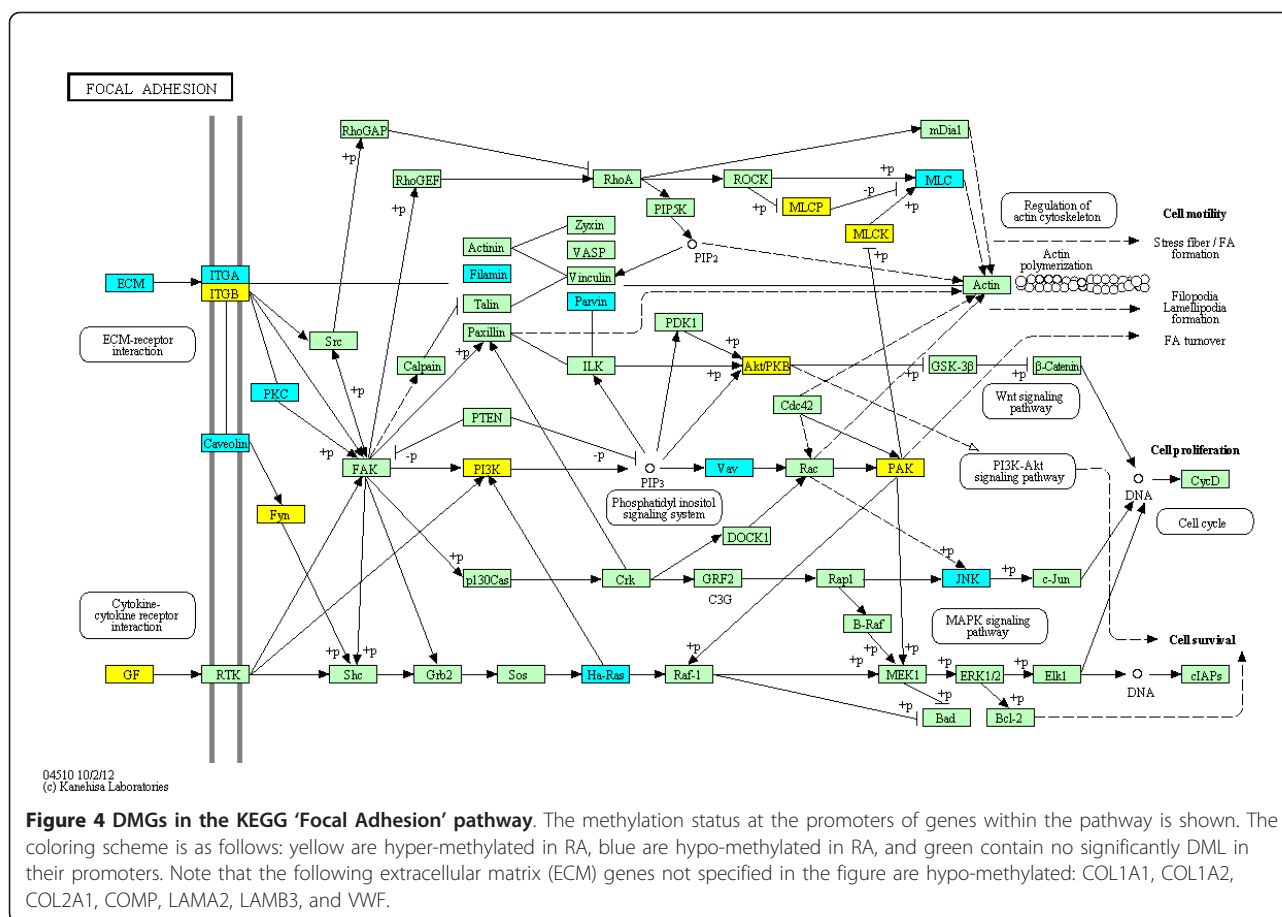 FOCAL ADHESION
RhoGAP
mDia1
+p
RhoGEF
RhoA
ROCK
+p
MLC
+p
+p
-p
MLCP
+p
PIP5K
MLCK
+p
Regulation of
actin cytoskeleton
Cell motility
Zyxin
Actinin
VASP
PIP2
Stress fiber / FA
formation
Actin
polymerization
ECM
ITGA
ITGB
Filamin
Vinculin
Actin
Talin
Parvin
Filopodia
Lamellipodia
formation
Paxillin
PDK1
FA turnover
ECM-receptor
interaction
Src
+p
+p
Calpain
ILK
+p
Akt/PKB
GSK-3β
+p
+p
β-Catenin
PKC
+p
Wnt signaling
pathway
Cdc42
PTEN
Caveolin
+p
-p
-p
FAK
PI3K
PIP3
Vav
Rac
PAK
PI3K-Akt
signaling pathway
Cell proliferation
DNA
CycD
Phosphatidyl inositol
signaling system
Fyn
Cell cycle
DOCK1
+p
+p
+p
p130Cas
Crk
GRF2
C3G
Rap1
JNK
c-Jun
Cytokine-
cytokine receptor
interaction
B-Raf
MAPK signaling
pathway
Cell survival
+p
+p
+p
+p
+p
+p
+p
GF
RTK
Shc
Grb2
Sos
Ha-Ras
Raf-1
MEK1
ERK1/2
Elk1
DNA
cIAPs
+p
+p
Bad
Bcl-2
04510 10/2/12
(c) Kanehisa Laboratories
Figure 4 DMGs in the KEGG 'Focal Adhesion' pathway. The methylation status at the promoters of genes within the pathway is shown. The
coloring scheme is as follows: yellow are hyper-methylated in RA, blue are hypo-methylated in RA, and green contain no significantly DML in
their promoters. Note that the following extracellular matrix (ECM) genes not specified in the figure are hypo-methylated: COL1A1, COL1A2,
COL2A1, COMP, LAMA2, LAMB3, and VWF.